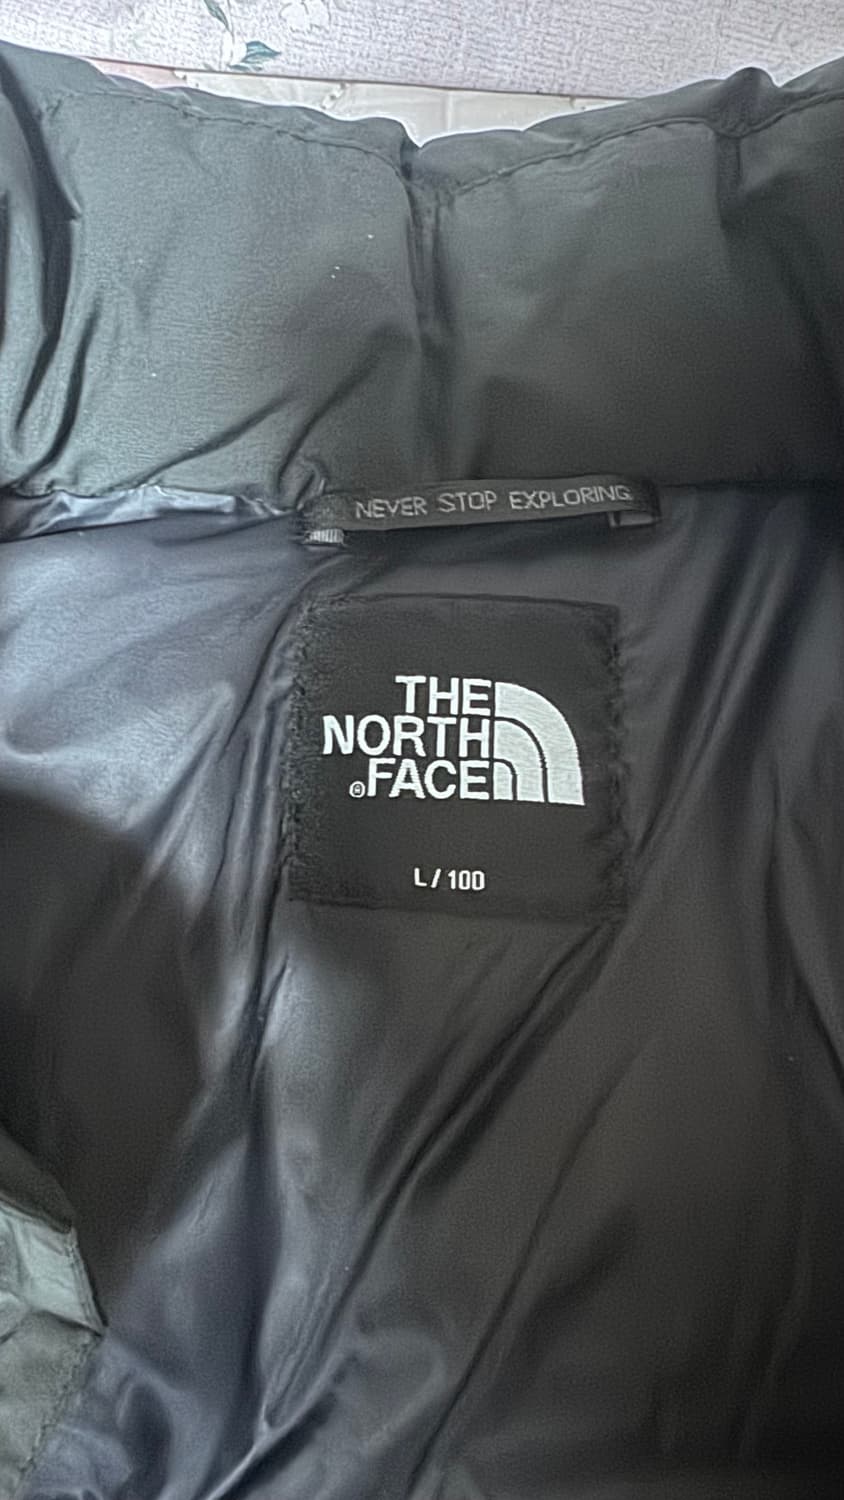 NEVER STOP EXPLORING
THE
NORTH
®FACE
L/100